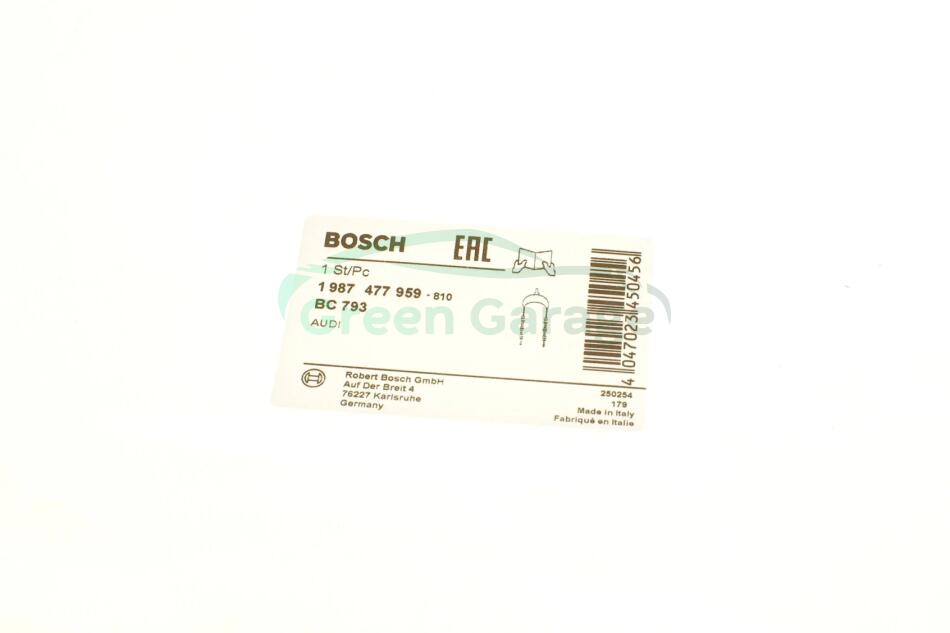 BOSCH EAC
1 St/Pc
1 987 477 959 - 810
BC 793
AUDI
Green Garage
4 047023 450456
Robert Bosch GmbH
Auf Der Breit 4
76227 Karlsruhe
Germany
250254
179
Made in Italy
Fabriqué en Italie